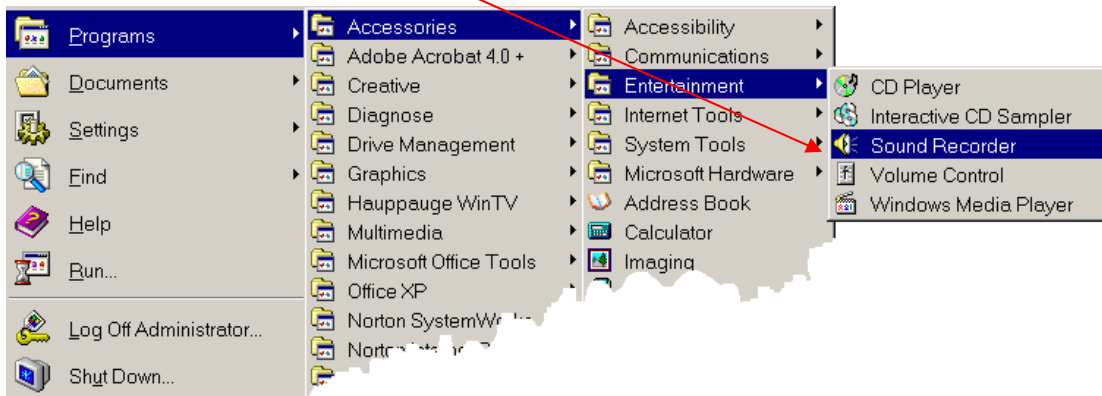 Programs
Documents
Settings
Find
Help
Run...
Log Off Administrator...
Shut Down...
Accessories
Adobe Acrobat 4.0 +
Creative
Diagnose
Drive Management
Graphics
Hauppauge WinTV
Multimedia
Microsoft Office Tools
Office XP
Norton
Norton
Accessibility
Communications
Entertainment
Internet Tools
System Tools
Microsoft Hardware
Address Book
Calculator
Imaging
CD Player
Interactive CD Sampler
Sound Recorder
Volume Control
Windows Media Player